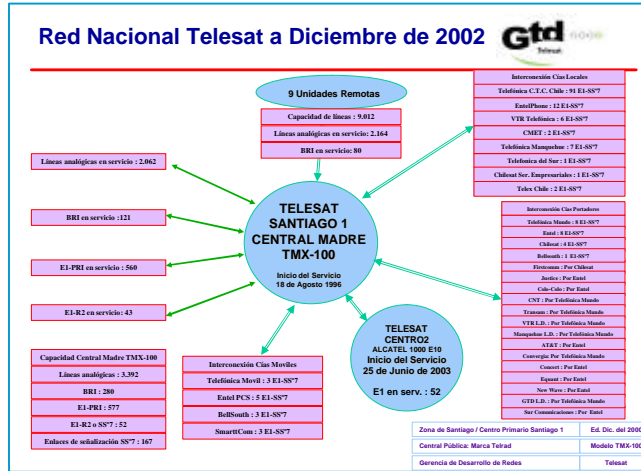 Red Nacional Telesat a Diciembre de 2002
Gtd
Telesat
9 Unidades Remotas
Capacidad de líneas : 9.012
Líneas analógicas en servicio: 2.164
BRI en servicio: 80
Interconexión Cías Locales
Telefónica C.T.C. Chile : 91 E1-SS'7
EntelPhone : 12 E1-SS'7
VTR Telefónica : 6 E1-SS'7
CMET : 2 E1-SS'7
Telefónica Manquehue : 7 E1-SS'7
Telefonica del Sur : 1 E1-SS'7
Chilesat Ser. Empresariales : 1 E1-SS'7
Telex Chile : 2 E1-SS'7
Líneas analógicas en servicio : 2.062
BRI en servicio :121
E1-PRI en servicio : 560
E1-R2 en servicio: 43
TELESAT
SANTIAGO 1
CENTRAL MADRE
TMX-100
Inicio del Servicio
18 de Agosto 1996
Interconexión Cías Portadores
Telefónica Mundo : 8 E1-SS'7
Entel : 8 E1-SS'7
Chilesat : 4 E1-SS'7
Bellsouth : 1 E1-SS'7
Firstcomm : Por Chilesat
Justice : Por Entel
Colo-Colo : Por Entel
CNT : Por Telefónica Mundo
Transam : Por Telefónica Mundo
VTR L.D. : Por Telefónica Mundo
Manquehue L.D. : Por Telefónica Mundo
AT&T : Por Entel
Convergia: Por Telefónica Mundo
Concert : Por Entel
Equant : Por Entel
New Wave : Por Entel
GTD L.D. : Por Telefónica Mundo
Sur Comunicaciones : Por Entel
TELESAT
CENTRO2
ALCATEL 1000 E10
Inicio del Servicio
25 de Junio de 2003
E1 en serv. : 52
Capacidad Central Madre TMX-100
Líneas analógicas : 3.392
BRI : 280
E1-PRI : 577
E1-R2 o SS'7 : 52
Enlaces de señalización SS'7 : 167
Interconexión Cías Moviles
Telefónica Movil : 3 E1-SS'7
Entel PCS : 5 E1-SS'7
BellSouth : 3 E1-SS'7
SmarttCom : 3 E1-SS'7
Zona de Santiago / Centro Primario Santiago 1
Ed. Dic. del 2000
Central Pública: Marca Telrad
Modelo TMX-100
Gerencia de Desarrollo de Redes
Telesat